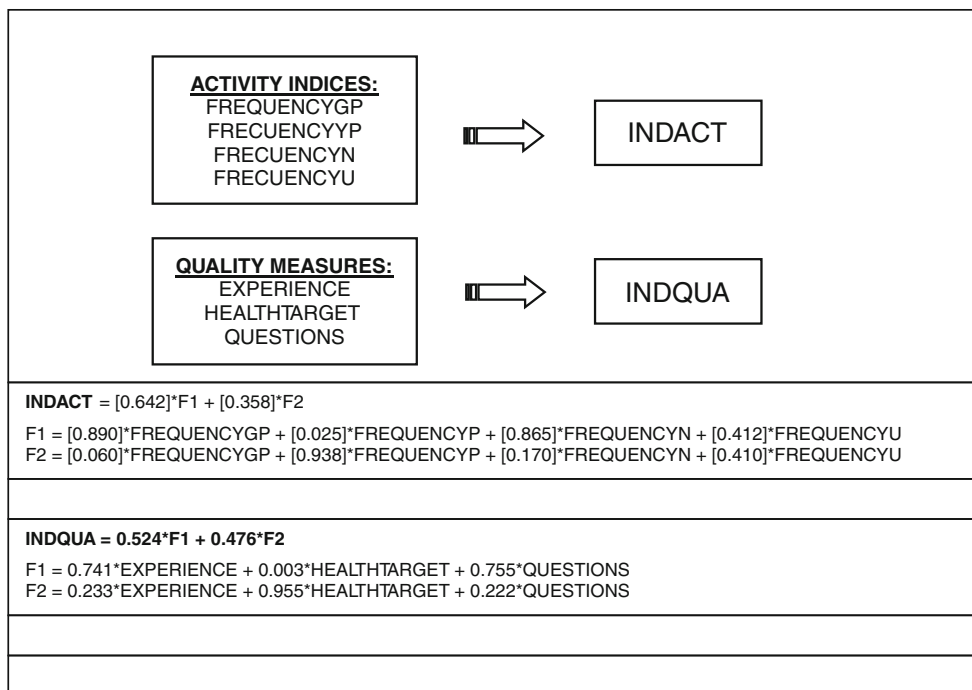 ACTIVITY INDICES:
FREQUENCYGP
FRECUENCYYP
FRECUENCYN
FRECUENCYU
INDACT
QUALITY MEASURES:
EXPERIENCE
HEALTHTARGET
QUESTIONS
INDQUA
INDACT = [0.642]*F1 + [0.358]*F2
F1 = [0.890]*FREQUENCYGP + [0.025]*FREQUENCYP + [0.865]*FREQUENCYN + [0.412]*FREQUENCYU
F2 = [0.060]*FREQUENCYGP + [0.938]*FREQUENCYP + [0.170]*FREQUENCYN + [0.410]*FREQUENCYU
INDQUA = 0.524*F1 + 0.476*F2
F1 = 0.741*EXPERIENCE + 0.003*HEALTHTARGET + 0.755*QUESTIONS
F2 = 0.233*EXPERIENCE + 0.955*HEALTHTARGET + 0.222*QUESTIONS